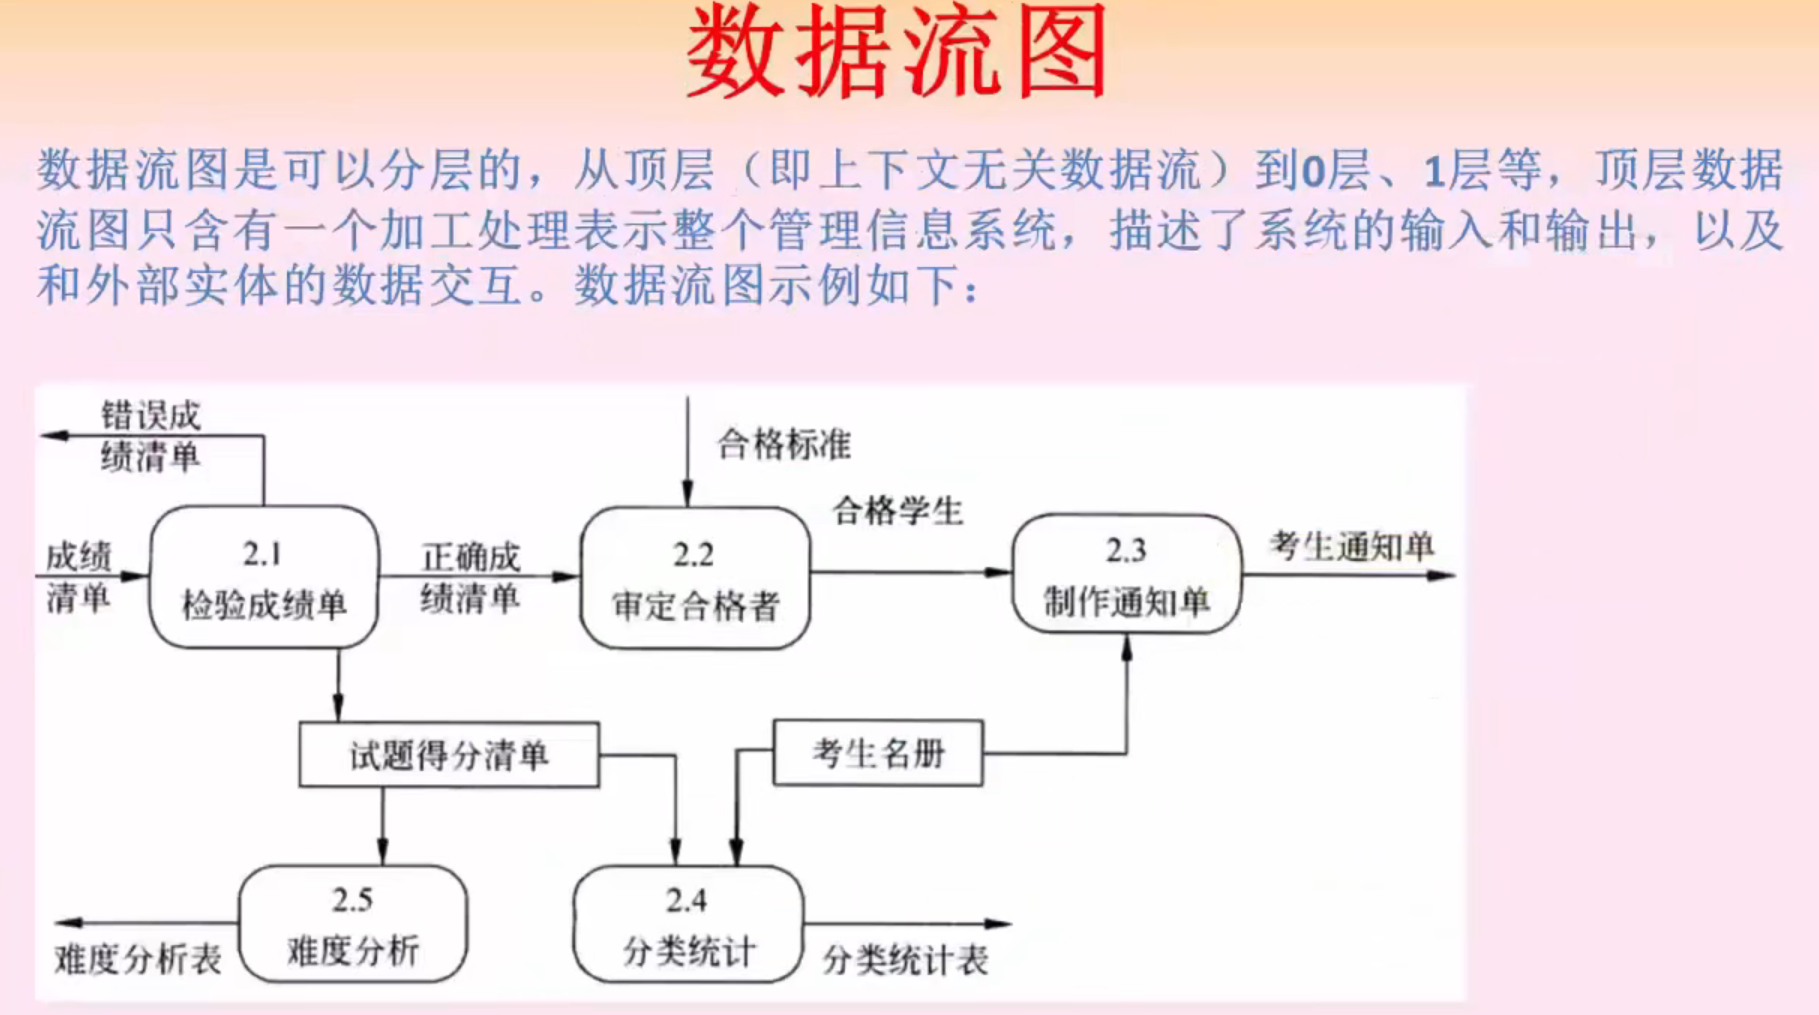 数据流图
数据流图是可以分层的，从顶层（即上下文无关数据流）到0层、1层等，顶层数据
流图只含有一个加工处理表示整个管理信息系统，描述了系统的输入和输出，以及
和外部实体的数据交互。数据流图示例如下：
错误成
绩清单
合格标准
合格学生
成绩
清单
2.1
检验成绩单
正确成
绩清单
2.2
审定合格者
2.3
制作通知单
考生通知单
试题得分清单
考生名册
2.5
难度分析
难度分析表
2.4
分类统计
分类统计表